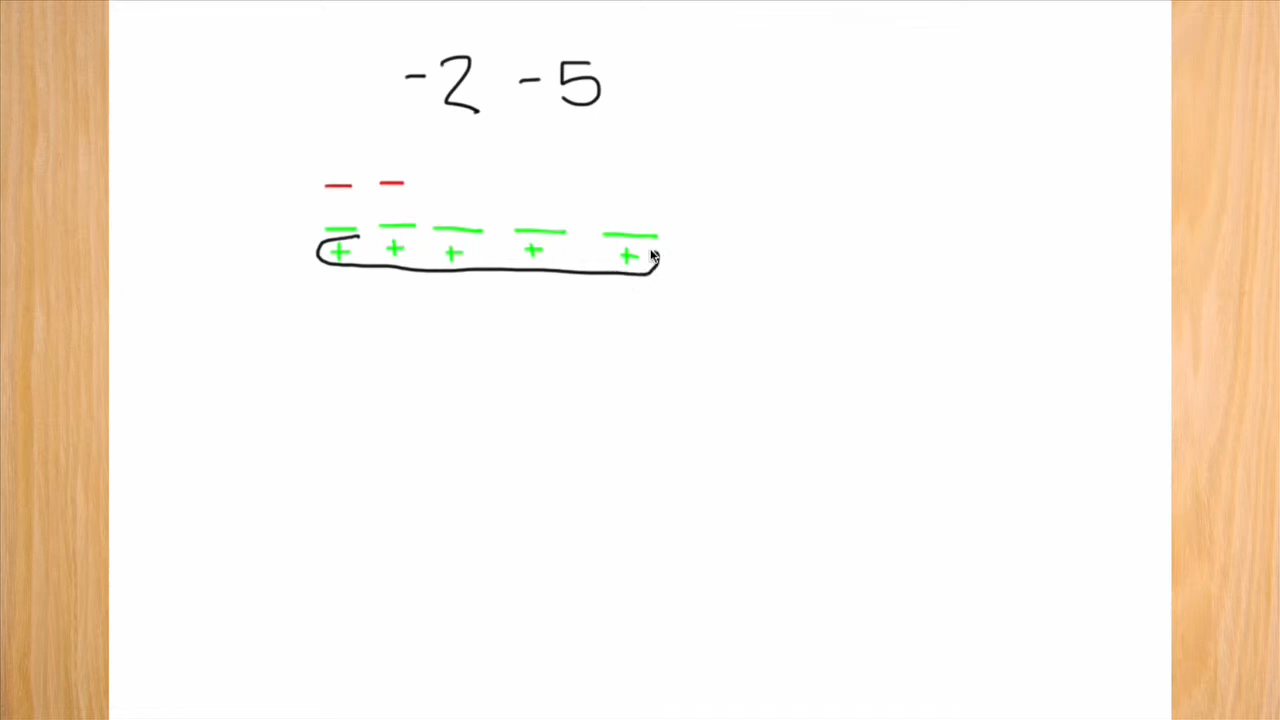 -2 -5
- -
- - - - -
+ + + + +